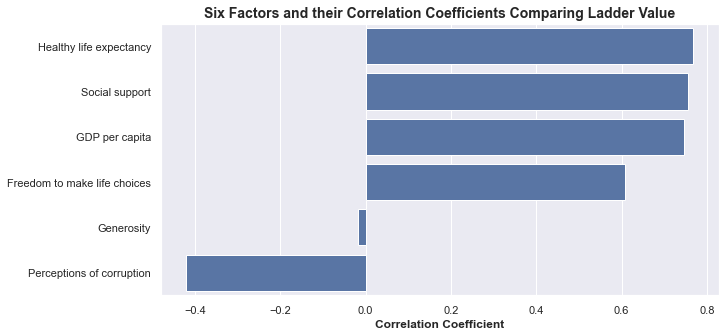 Six Factors and their Correlation Coefficients Comparing Ladder Value
Healthy life expectancy
Social support
GDP per capita
Freedom to make life choices
Generosity
Perceptions of corruption
−0.4 −0.2 0.0 0.2 0.4 0.6 0.8
Correlation Coefficient